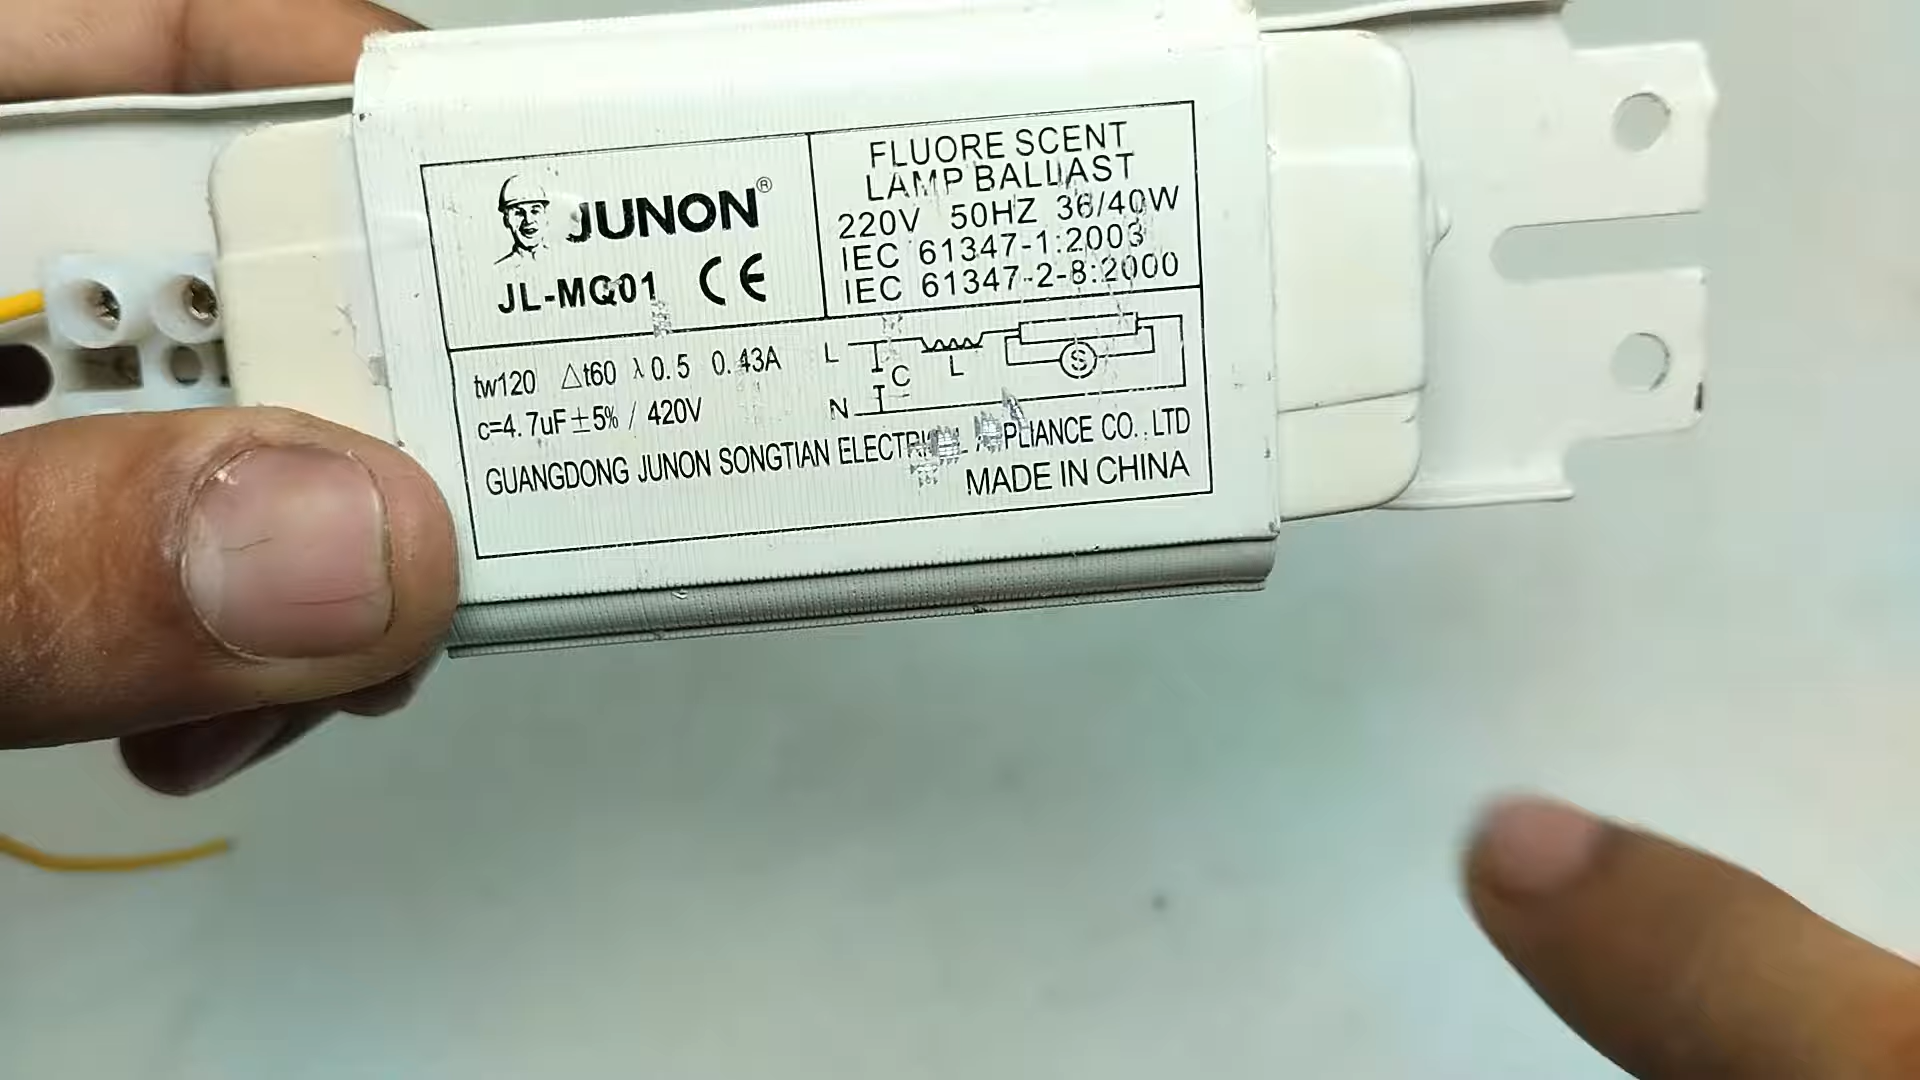 JUNON®
JL-MQ01 CE
FLUORE SCENT
LAMP BALLAST
220V 50HZ 36/40W
IEC 61347-1:2003
IEC 61347-2-8:2000
tw120 △t60 λ0.5 0.43A
c=4.7uF±5% / 420V
L
C
L
S
N
GUANGDONG JUNON SONGTIAN ELECTRICAL APPLIANCE CO.,LTD
MADE IN CHINA